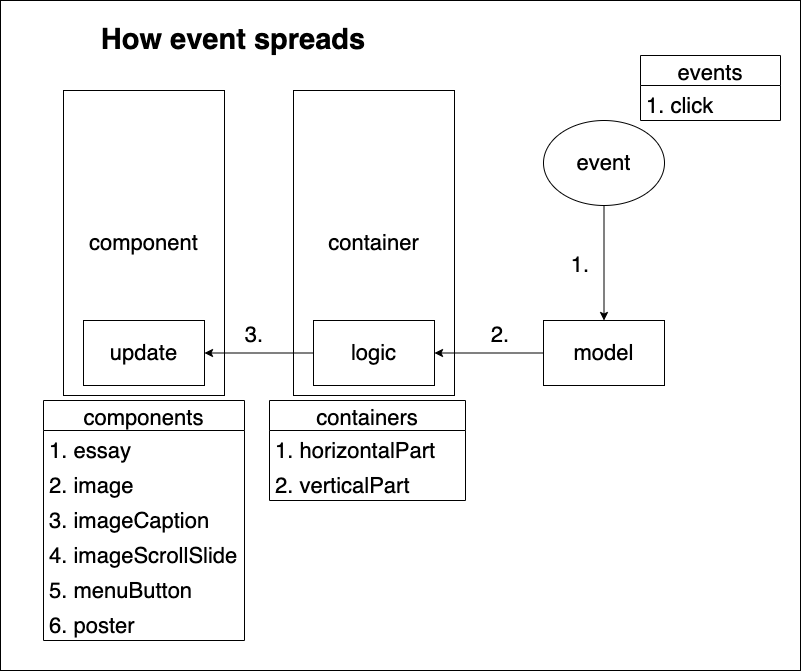 How event spreads
events
1. click
event
component
container
1.
update
3.
logic
2.
model
components
1. essay
2. image
3. imageCaption
4. imageScrollSlide
5. menuButton
6. poster
containers
1. horizontalPart
2. verticalPart